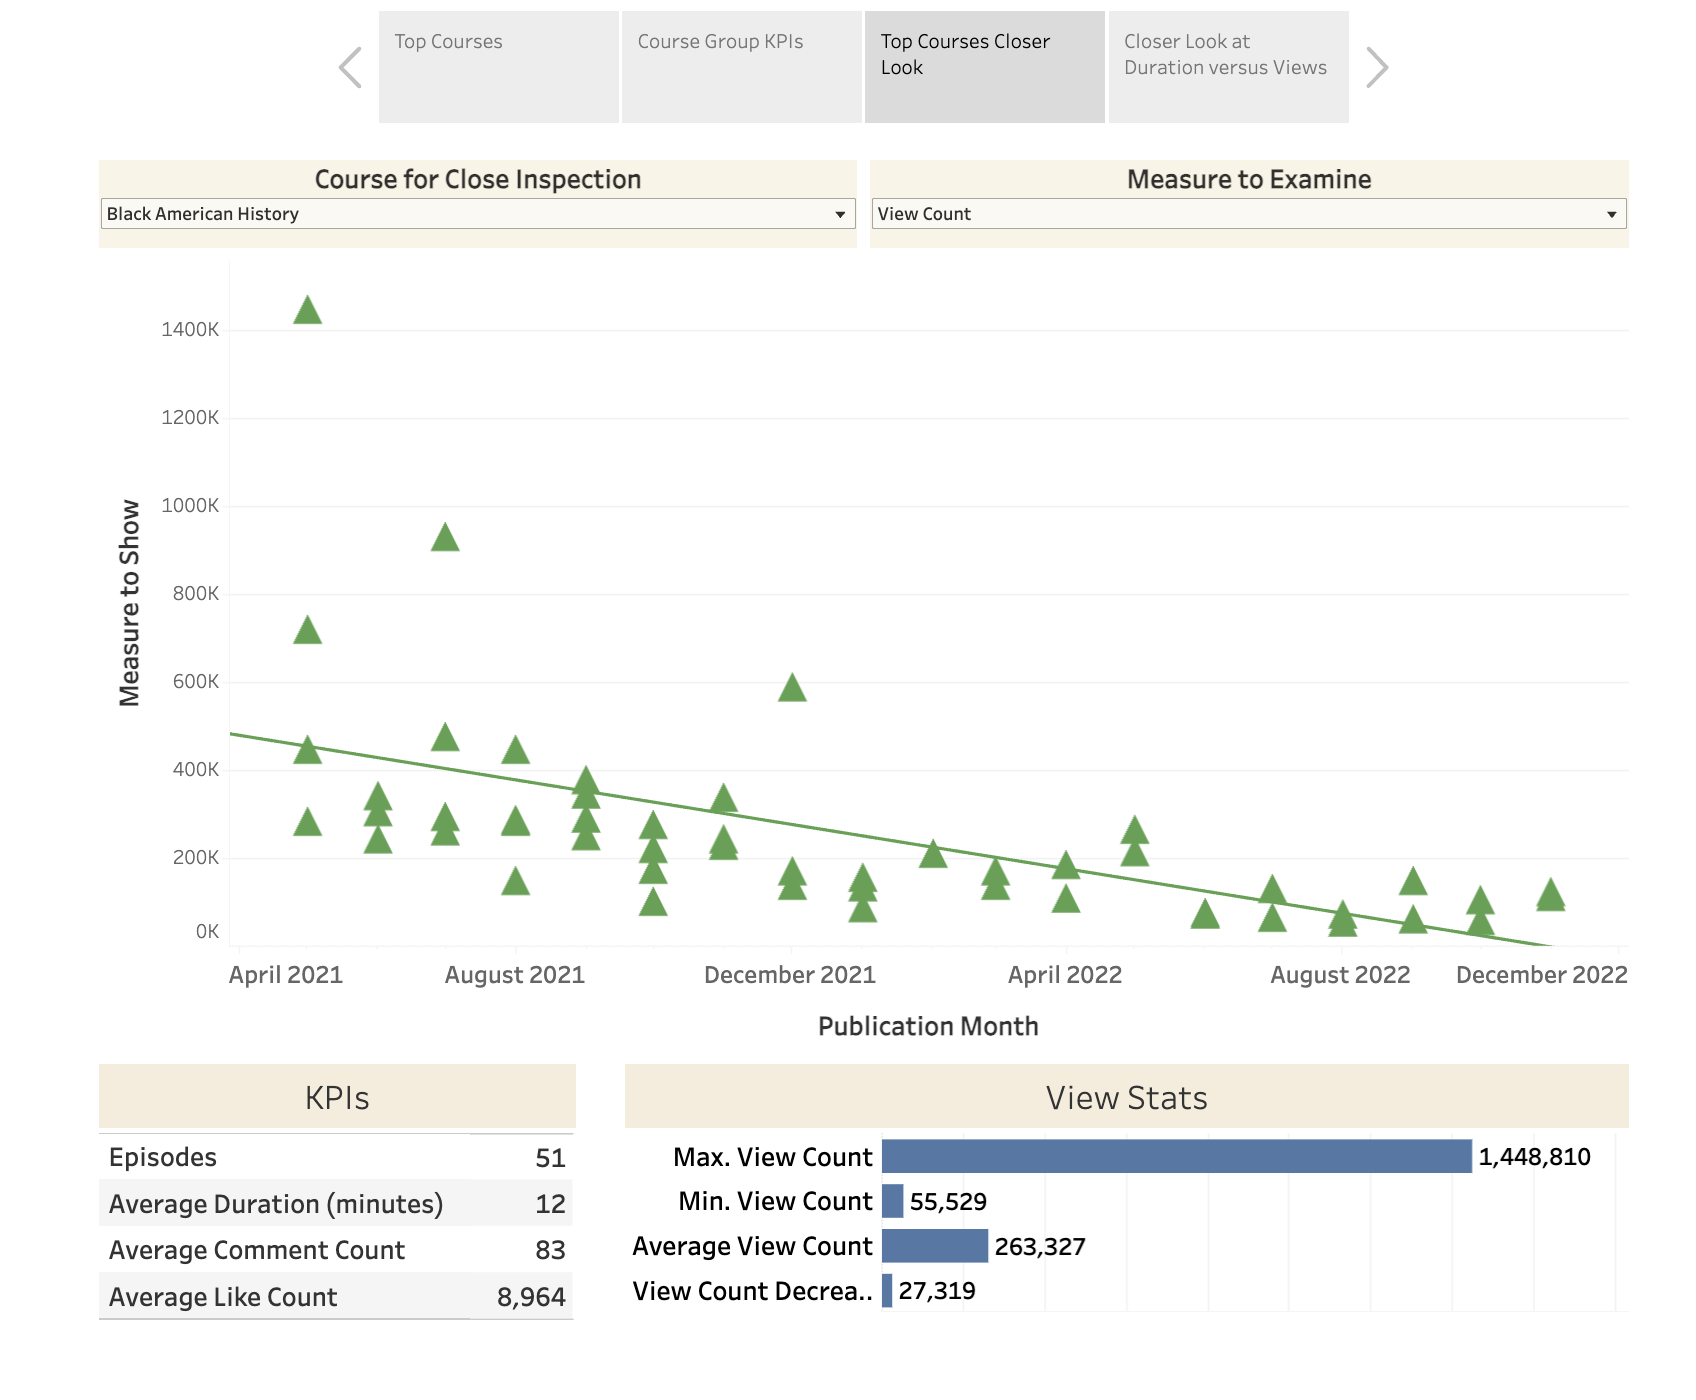 Top Courses
Course Group KPIs
Top Courses Closer
Look
Closer Look at
Duration versus Views
Course for Close Inspection
Black American History
Measure to Examine
View Count
Measure to Show
1400K
1200K
1000K
800K
600K
400K
200K
0K
April 2021
August 2021
December 2021
April 2022
August 2022
December 2022
Publication Month
KPIs
Episodes 51
Average Duration (minutes) 12
Average Comment Count 83
Average Like Count 8,964
View Stats
Max. View Count 1,448,810
Min. View Count 55,529
Average View Count 263,327
View Count Decrea.. 27,319